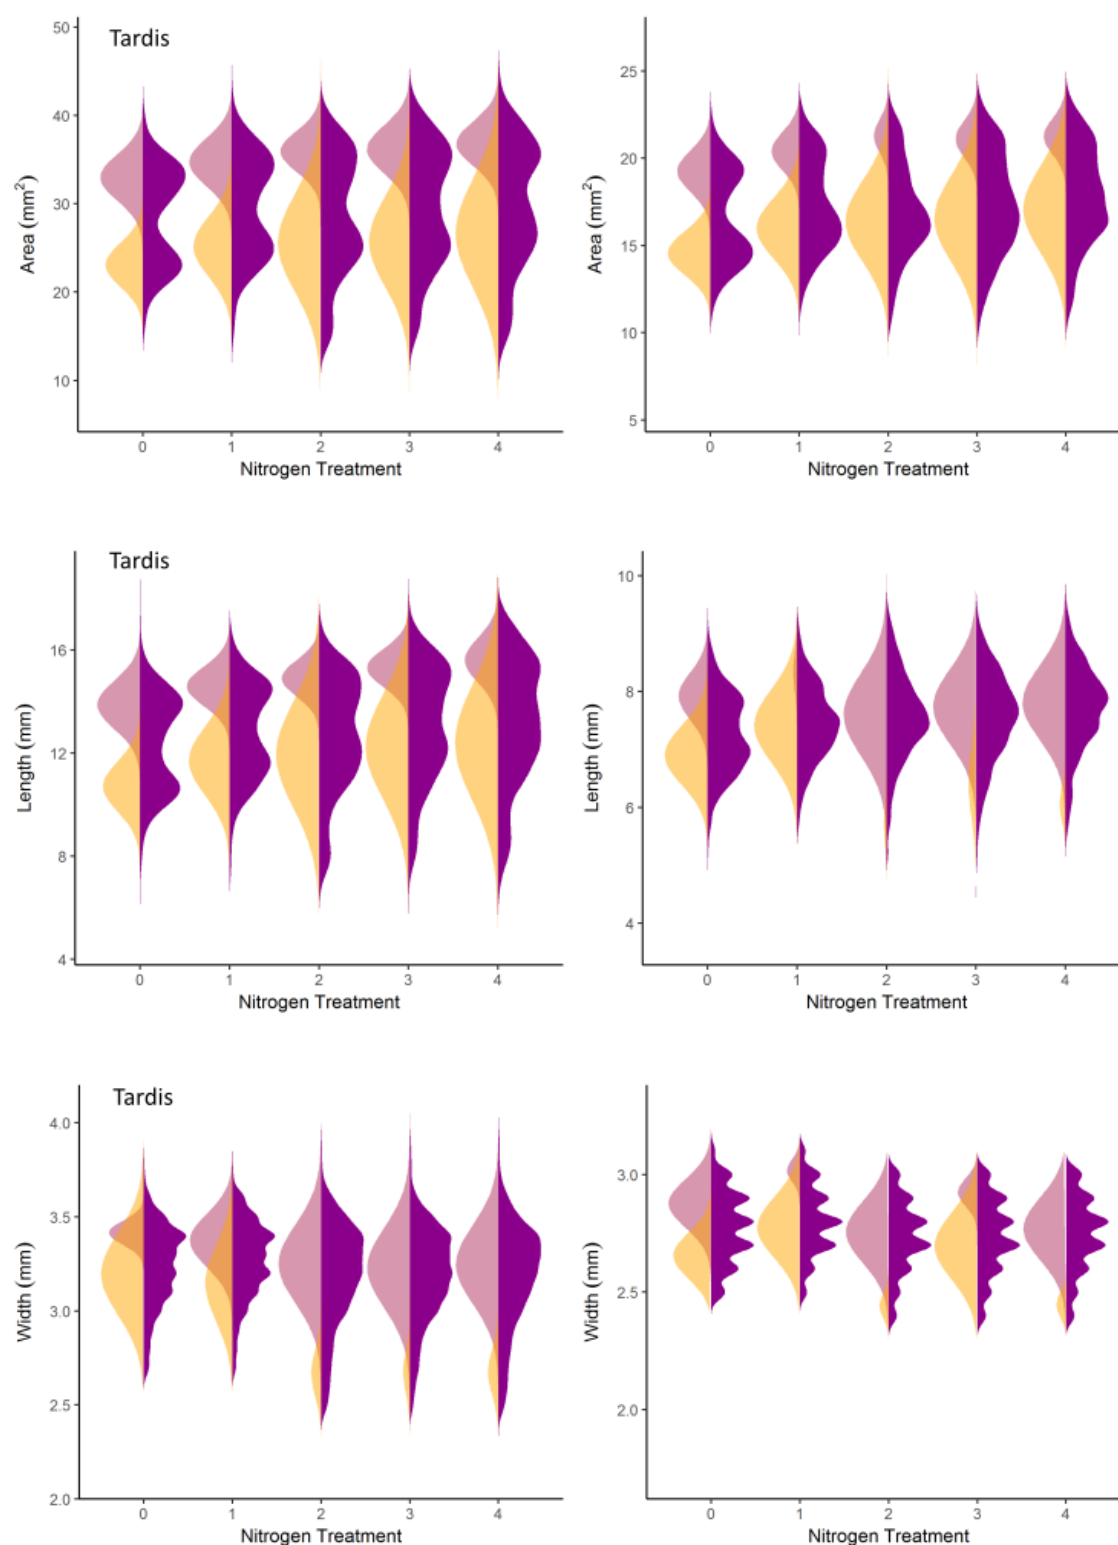 Tardis
50
40
30
20
10
Area (mm²)
0 1 2 3 4
Nitrogen Treatment
25
20
15
10
5
Area (mm²)
0 1 2 3 4
Nitrogen Treatment
Tardis
16
12
8
4
Length (mm)
0 1 2 3 4
Nitrogen Treatment
10
8
6
4
Length (mm)
0 1 2 3 4
Nitrogen Treatment
Tardis
4.0
3.5
3.0
2.5
2.0
Width (mm)
0 1 2 3 4
Nitrogen Treatment
3.0
2.5
2.0
Width (mm)
0 1 2 3 4
Nitrogen Treatment